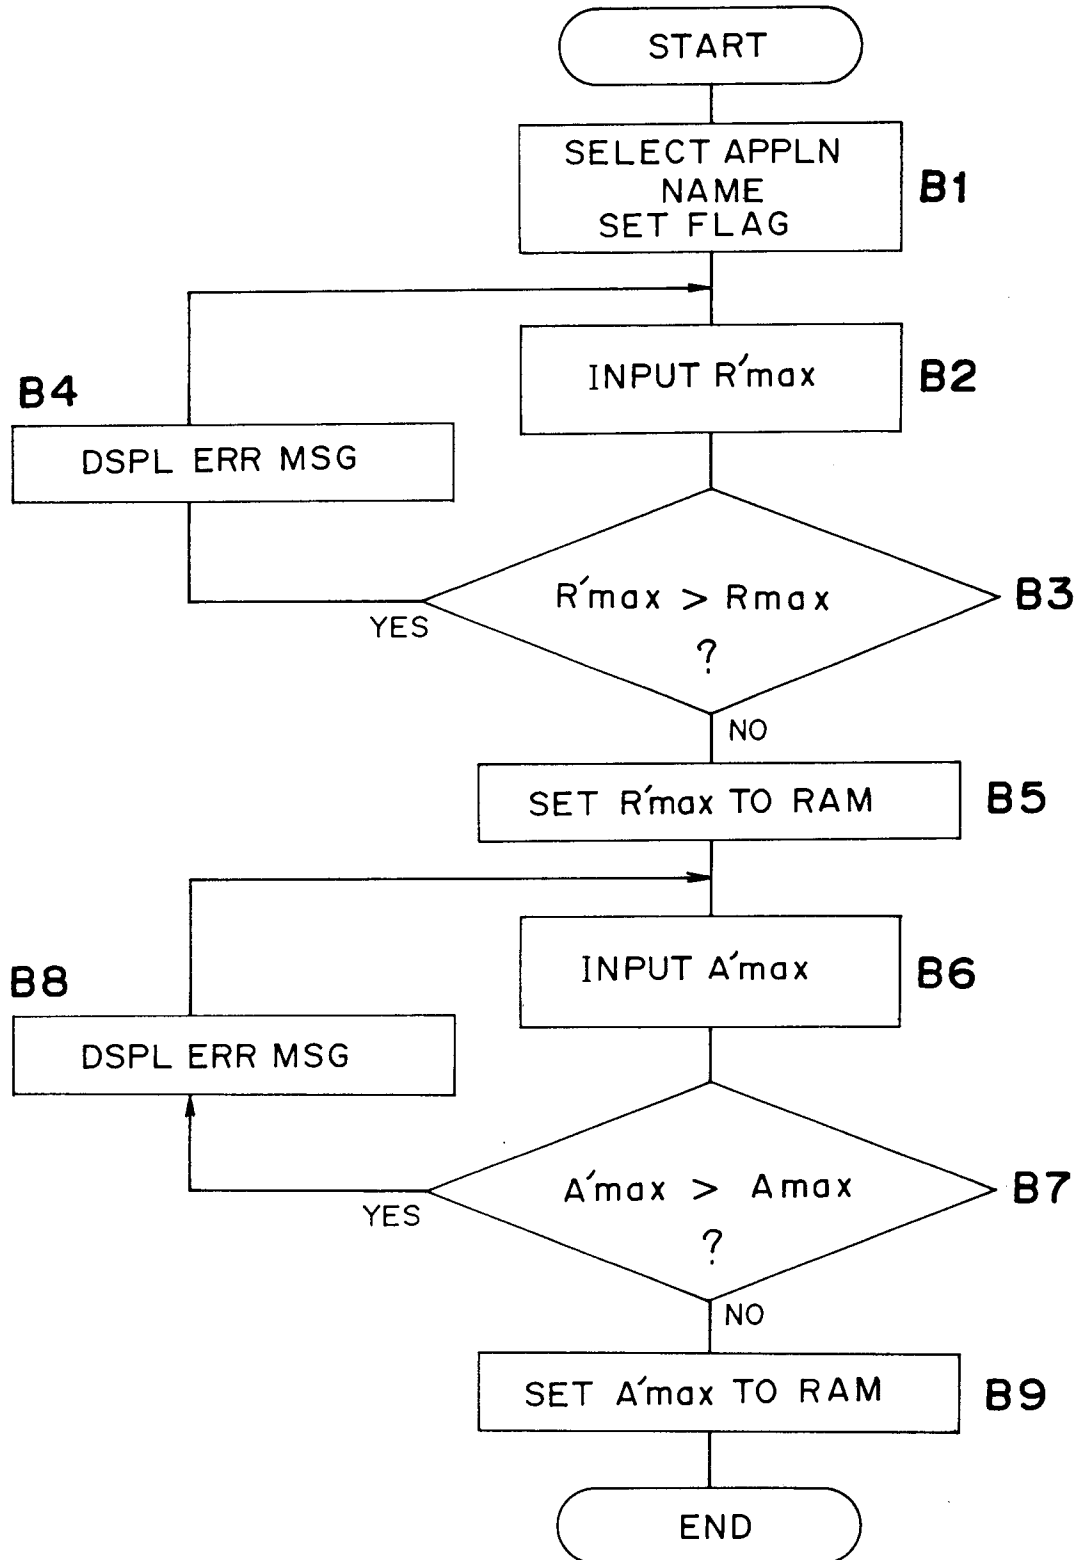 START
SELECT APPLN
NAME
SET FLAG
B1
INPUT R'max
B2
B4
DSPL ERR MSG
R'max > Rmax
?
B3
YES
NO
SET R'max TO RAM
B5
INPUT A'max
B6
B8
DSPL ERR MSG
A'max > Amax
?
B7
YES
NO
SET A'max TO RAM
B9
END